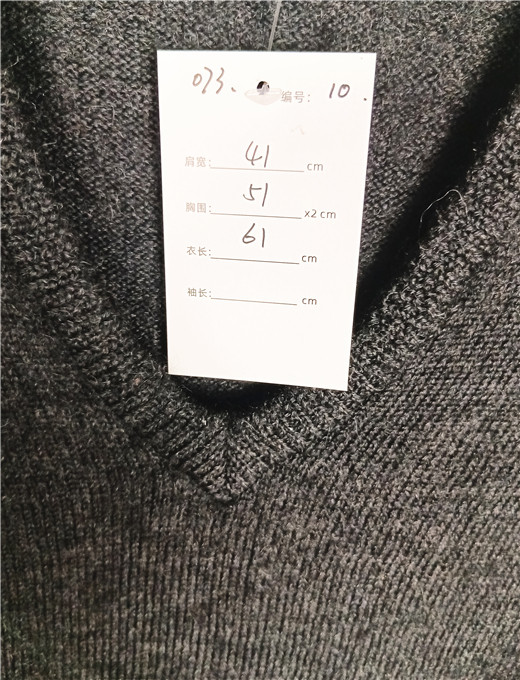 073. 编号: 10.
肩宽: 41 cm
胸围: 51 x2 cm
衣长: 61 cm
袖长: cm